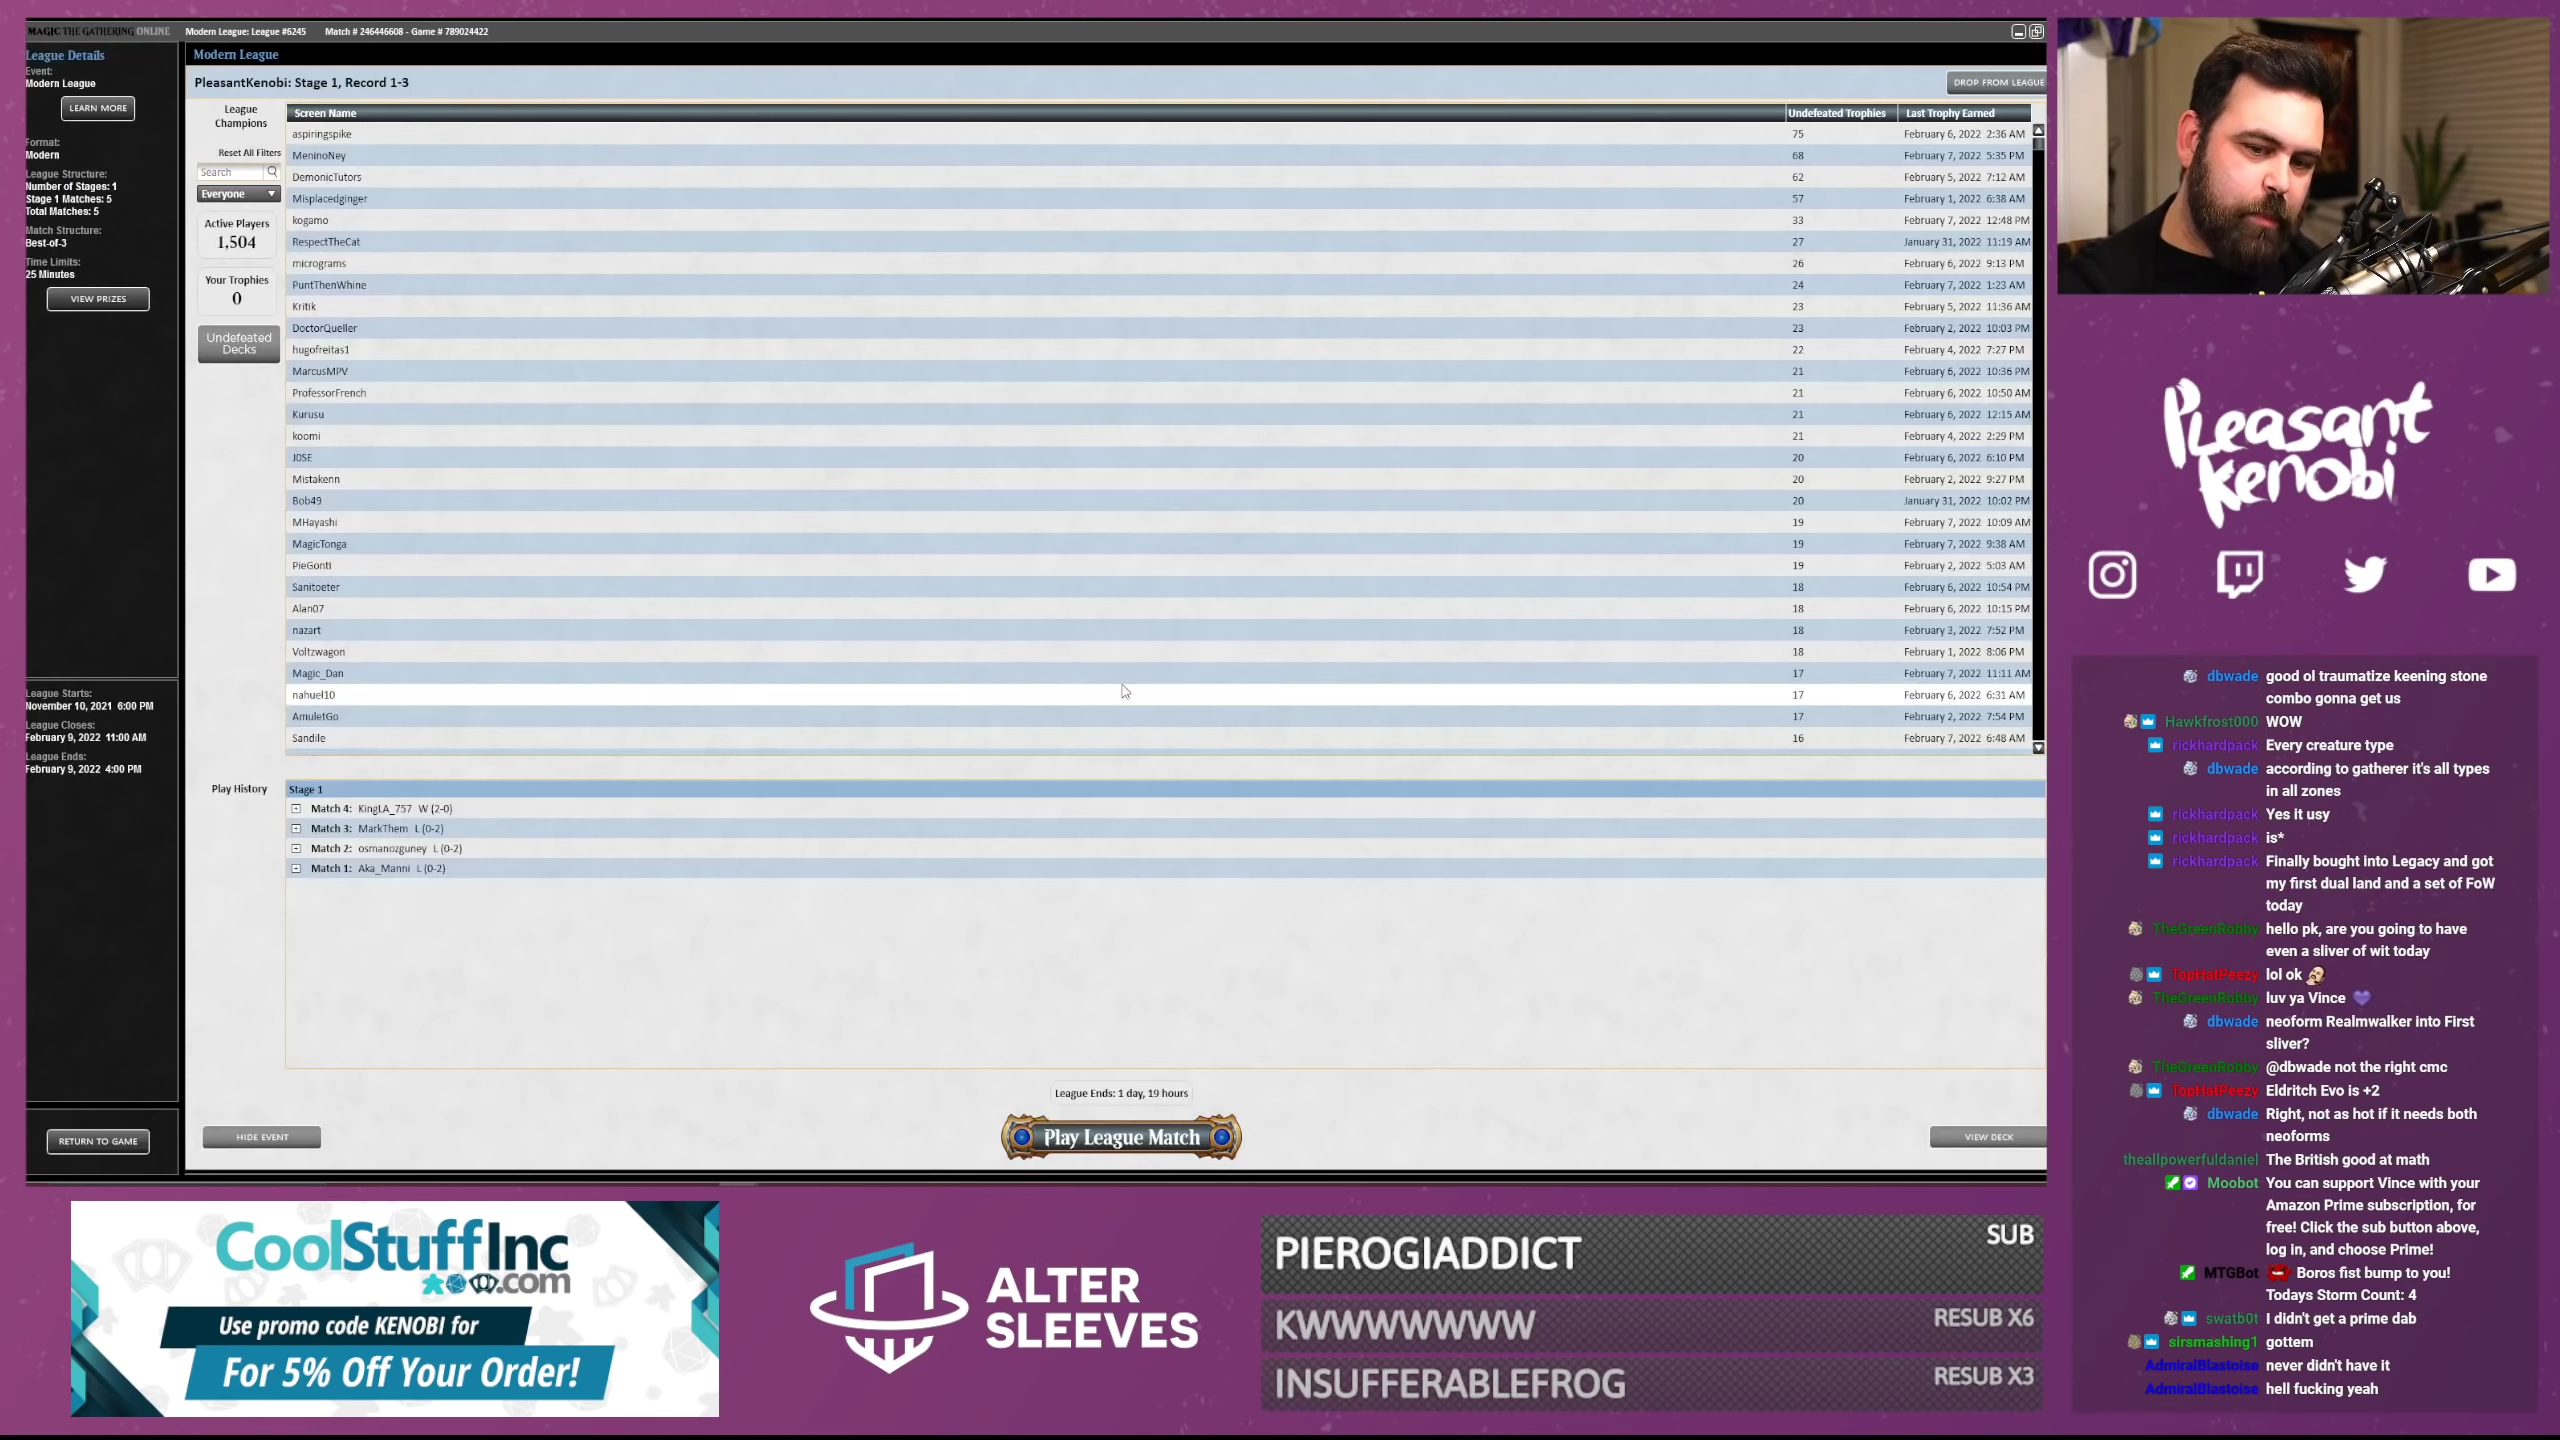 MAGIC THE GATHERING ONLINE Modern League: League #6245 Match # 246446608 - Game # 789024422
League Details
Event:
Modern League
LEARN MORE
Format:
Modern
League Structure:
Number of Stages: 1
Stage 1 Matches: 5
Total Matches: 5
Match Structure:
Best-of-3
Time Limits:
25 Minutes
VIEW PRIZES
League Starts:
November 10, 2021 6:00 PM
League Closes:
February 9, 2022 11:00 AM
League Ends:
February 9, 2022 4:00 PM
RETURN TO GAME
Modern League
PleasantKenobi: Stage 1, Record 1-3
DROP FROM LEAGUE
League
Champions
Reset All Filters
Search
Everyone
Active Players
1,504
Your Trophies
0
Undefeated
Decks
Screen Name Undefeated Trophies Last Trophy Earned
aspiringspike 75 February 6, 2022 2:36 AM
MeninoNey 68 February 7, 2022 5:35 PM
DemonicTutors 62 February 5, 2022 7:12 AM
Misplacedginger 57 February 1, 2022 6:38 AM
kogamo 33 February 7, 2022 12:48 PM
RespectTheCat 27 January 31, 2022 11:19 AM
micrograms 26 February 6, 2022 9:13 PM
PuntThenWhine 24 February 7, 2022 1:23 AM
Kritik 23 February 5, 2022 11:36 AM
DoctorQueller 23 February 2, 2022 10:03 PM
hugofreitas1 22 February 4, 2022 7:27 PM
MarcusMPV 21 February 6, 2022 10:36 PM
ProfessorFrench 21 February 6, 2022 10:50 AM
Kurusu 21 February 6, 2022 12:15 AM
koomi 21 February 4, 2022 2:29 PM
J0SE 20 February 6, 2022 6:10 PM
Mistakenn 20 February 2, 2022 9:27 PM
Bob49 20 January 31, 2022 10:02 PM
MHayashi 19 February 7, 2022 10:09 AM
MagicTonga 19 February 7, 2022 9:38 AM
PieGonti 19 February 2, 2022 5:03 AM
Sanitoeter 18 February 6, 2022 10:54 PM
Alan07 18 February 6, 2022 10:15 PM
nazart 18 February 3, 2022 7:52 PM
Voltzwagon 18 February 1, 2022 8:06 PM
Magic_Dan 17 February 7, 2022 11:11 AM
nahuel10 17 February 6, 2022 6:31 AM
AmuletGo 17 February 2, 2022 7:54 PM
Sandile 16 February 7, 2022 6:48 AM
Play History
Stage 1
Match 4: KingLA_757 W (2-0)
Match 3: MarkThem L (0-2)
Match 2: osmanozguney L (0-2)
Match 1: Aka_Manni L (0-2)
League Ends: 1 day, 19 hours
HIDE EVENT
Play League Match
VIEW DECK
Pleasant
Kenobi
dbwade good ol traumatize keening stone
combo gonna get us
Hawkfrost000 WOW
rickhardpack Every creature type
dbwade according to gatherer it's all types
in all zones
rickhardpack Yes it usy
rickhardpack is*
rickhardpack Finally bought into Legacy and got
my first dual land and a set of FoW
today
TheGreenRobby hello pk, are you going to have
even a sliver of wit today
TopHatPeezy lol ok
TheGreenRobby luv ya Vince
dbwade neoform Realmwalker into First
sliver?
TheGreenRobby @dbwade not the right cmc
TopHatPeezy Eldritch Evo is +2
dbwade Right, not as hot if it needs both
neoforms
theallpowerfuldaniel The British good at math
Moobot You can support Vince with your
Amazon Prime subscription, for
free! Click the sub button above,
log in, and choose Prime!
MTGBot Boros fist bump to you!
Todays Storm Count: 4
swatb0t I didn't get a prime dab
sirsmashing1 gottem
AdmiralBlastoise never didn't have it
AdmiralBlastoise hell fucking yeah
CoolStuffInc
.com
Use promo code KENOBI for
For 5% Off Your Order!
ALTER
SLEEVES
PIEROGIADDICT SUB
KWWWWWWW RESUB X6
INSUFFERABLEFROG RESUB X3